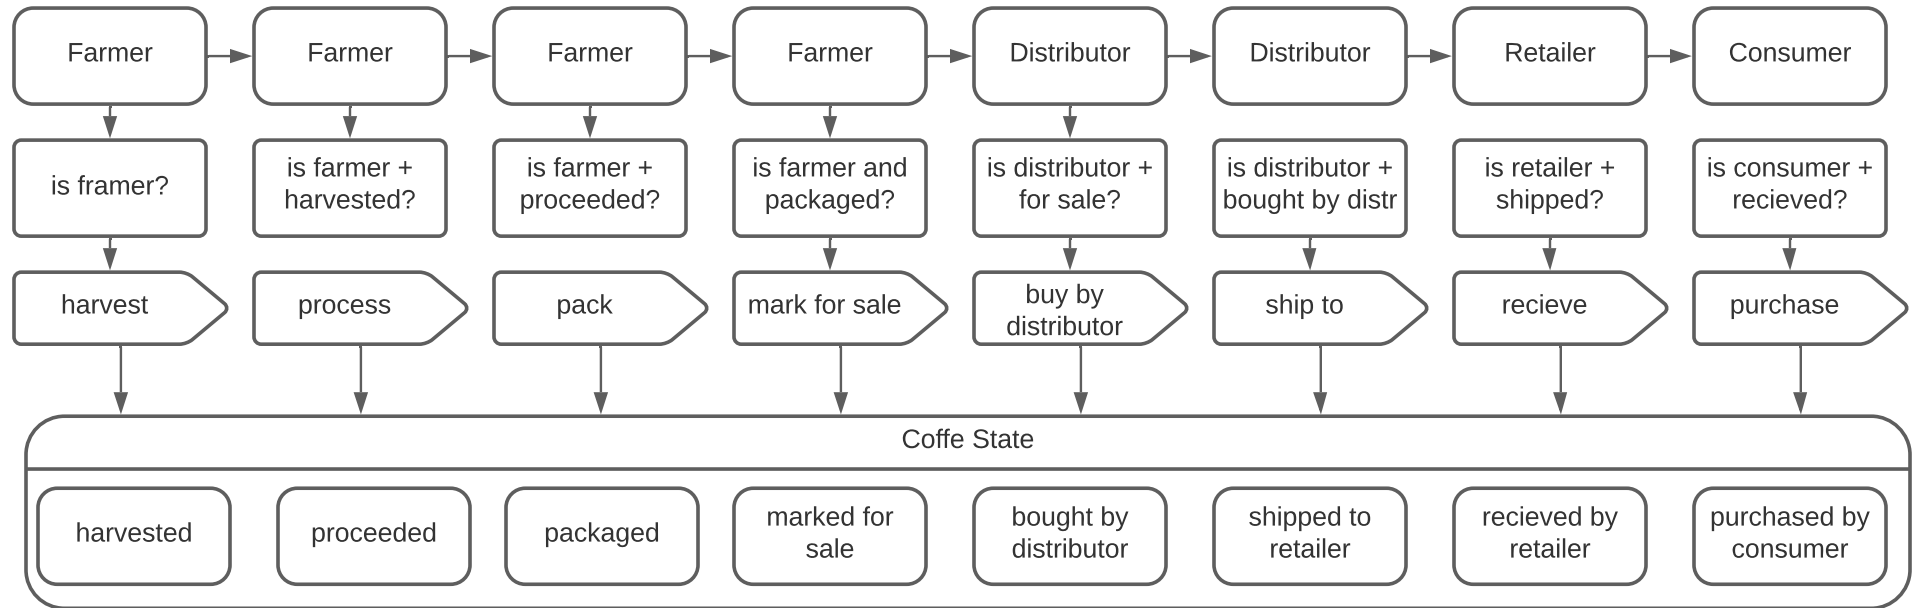 Farmer
Farmer
Farmer
Farmer
Distributor
Distributor
Retailer
Consumer
is framer?
is farmer +
harvested?
is farmer +
proceeded?
is farmer and
packaged?
is distributor +
for sale?
is distributor +
bought by distr
is retailer +
shipped?
is consumer +
recieved?
harvest
process
pack
mark for sale
buy by
distributor
ship to
recieve
purchase
Coffe State
harvested
proceeded
packaged
marked for
sale
bought by
distributor
shipped to
retailer
recieved by
retailer
purchased by
consumer